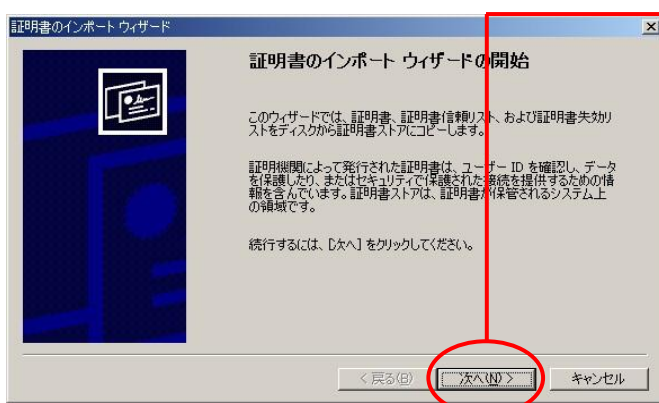 証明書のインポート ウィザード
証明書のインポート ウィザードの開始
このウィザードでは、証明書、証明書信頼リスト、および証明書失効リ
ストをディスクから証明書ストアにコピーします。
証明機関によって発行された証明書は、ユーザー ID を確認し、データ
を保護したり、またはセキュリティで保護された接続を提供するための情
報を含んでいます。証明書ストアは、証明書が保管されるシステム上
の領域です。
続行するには、[次へ] をクリックしてください。
< 戻る(B) 次へ(N) > キャンセル